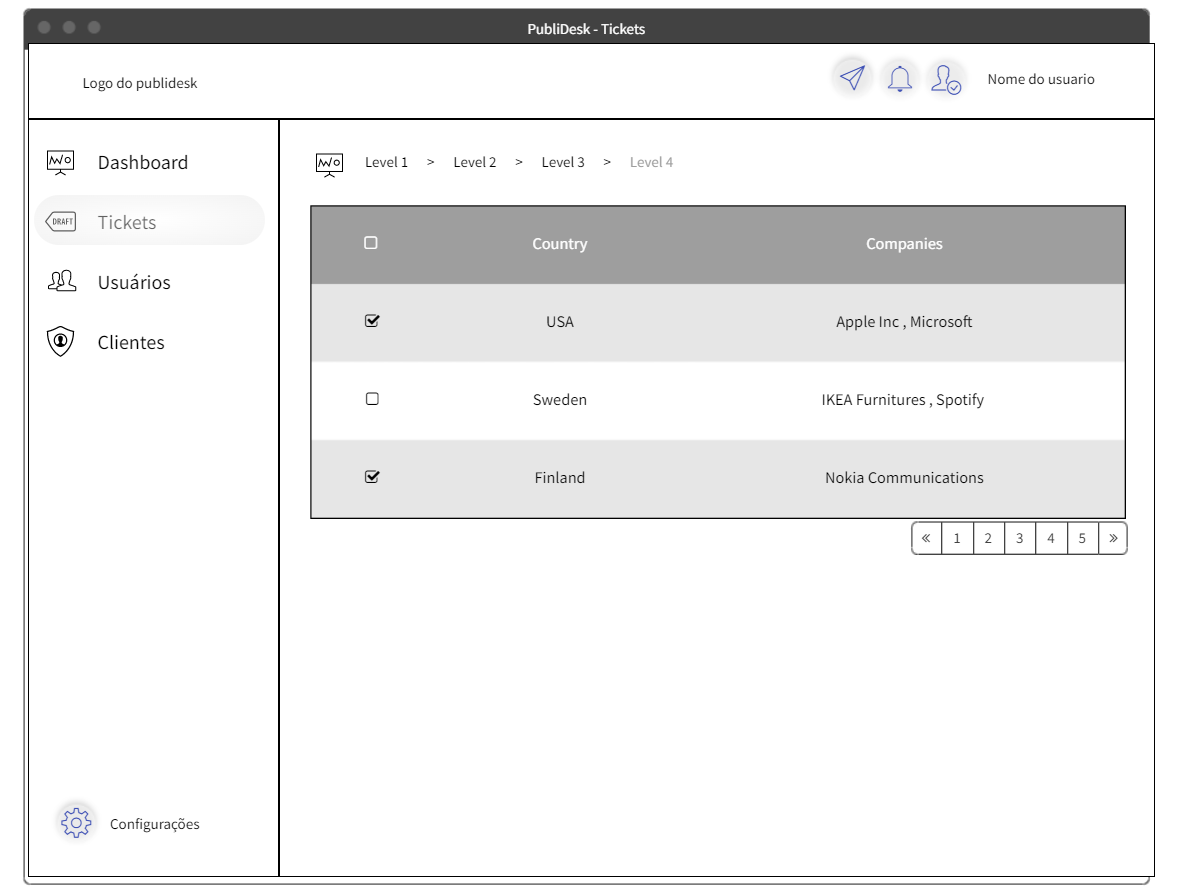 PubliDesk - Tickets
Logo do publidesk
Nome do usuario
Dashboard
DRAFT Tickets
Usuários
Clientes
Configurações
Level 1 > Level 2 > Level 3 > Level 4
Country Companies
USA Apple Inc , Microsoft
Sweden IKEA Furnitures , Spotify
Finland Nokia Communications
« 1 2 3 4 5 »